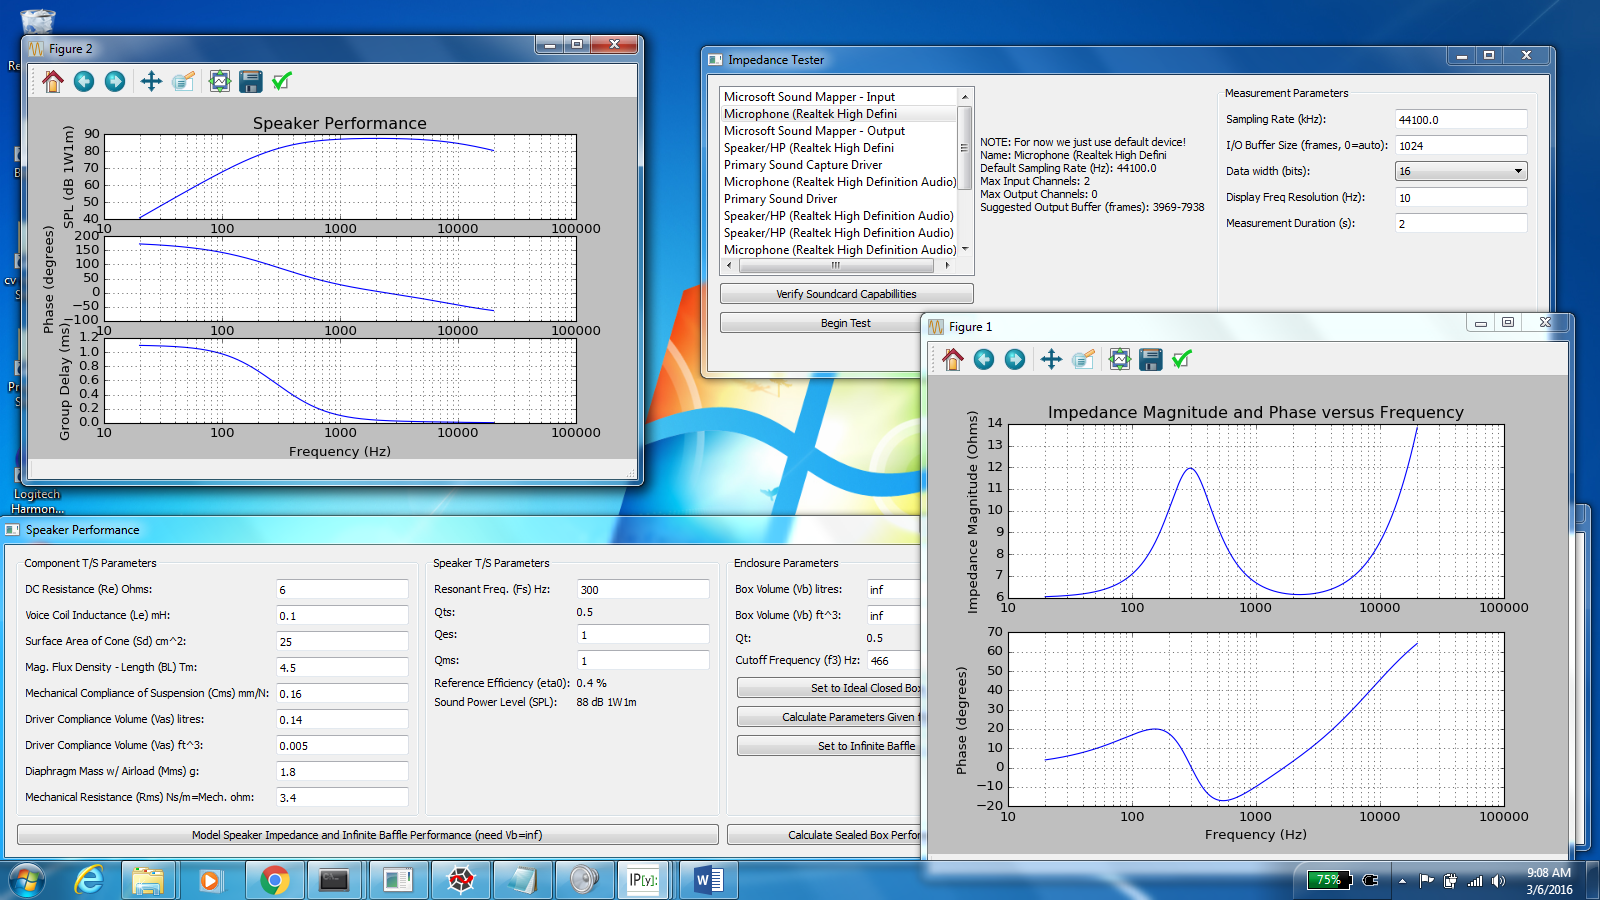 Figure 2
Speaker Performance
SPL (dB 1W1m)
90
80
70
60
50
40
10
100
1000
10000
100000
Phase (degrees)
200
150
100
50
0
−50
−100
10
100
1000
10000
100000
Group Delay (ms)
1.2
1.0
0.8
0.6
0.4
0.2
0.0
10
100
1000
10000
100000
Frequency (Hz)
Logitech
Harmon...
Impedance Tester
Microsoft Sound Mapper - Input
Microphone (Realtek High Defini
Microsoft Sound Mapper - Output
Speaker/HP (Realtek High Defini
Primary Sound Capture Driver
Microphone (Realtek High Definition Audio)
Primary Sound Driver
Speaker/HP (Realtek High Definition Audio)
Speaker/HP (Realtek High Definition Audio)
Microphone (Realtek High Definition Audio)
Verify Soundcard Capabillities
Begin Test
NOTE: For now we just use default device!
Name: Microphone (Realtek High Defini
Default Sampling Rate (Hz): 44100.0
Max Input Channels: 2
Max Output Channels: 0
Suggested Output Buffer (frames): 3969-7938
Measurement Parameters
Sampling Rate (kHz): 44100.0
I/O Buffer Size (frames, 0=auto): 1024
Data width (bits): 16
Display Freq Resolution (Hz): 10
Measurement Duration (s): 2
Figure 1
Impedance Magnitude and Phase versus Frequency
Impedance Magnitude (Ohms)
14
13
12
11
10
9
8
7
6
10
100
1000
10000
100000
Phase (degrees)
70
60
50
40
30
20
10
0
−10
−20
10
100
1000
10000
100000
Frequency (Hz)
Speaker Performance
Component T/S Parameters
DC Resistance (Re) Ohms: 6
Voice Coil Inductance (Le) mH: 0.1
Surface Area of Cone (Sd) cm^2: 25
Mag. Flux Density - Length (BL) Tm: 4.5
Mechanical Compliance of Suspension (Cms) mm/N: 0.16
Driver Compliance Volume (Vas) litres: 0.14
Driver Compliance Volume (Vas) ft^3: 0.005
Diaphragm Mass w/ Airload (Mms) g: 1.8
Mechanical Resistance (Rms) Ns/m=Mech. ohm: 3.4
Speaker T/S Parameters
Resonant Freq. (Fs) Hz: 300
Qts: 0.5
Qes: 1
Qms: 1
Reference Efficiency (eta0): 0.4 %
Sound Power Level (SPL): 88 dB 1W1m
Enclosure Parameters
Box Volume (Vb) litres: inf
Box Volume (Vb) ft^3: inf
Qt: 0.5
Cutoff Frequency (f3) Hz: 466
Set to Ideal Closed Box
Calculate Parameters Given
Set to Infinite Baffle
Model Speaker Impedance and Infinite Baffle Performance (need Vb=inf)
Calculate Sealed Box Perfor
IP[y]:
75%
9:08 AM
3/6/2016